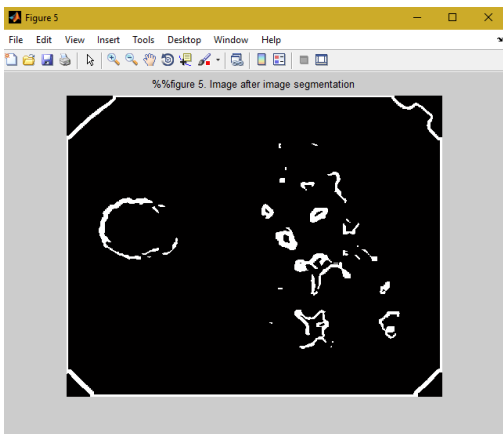 Figure 5
File Edit View Insert Tools Desktop Window Help
%%figure 5. Image after image segmentation